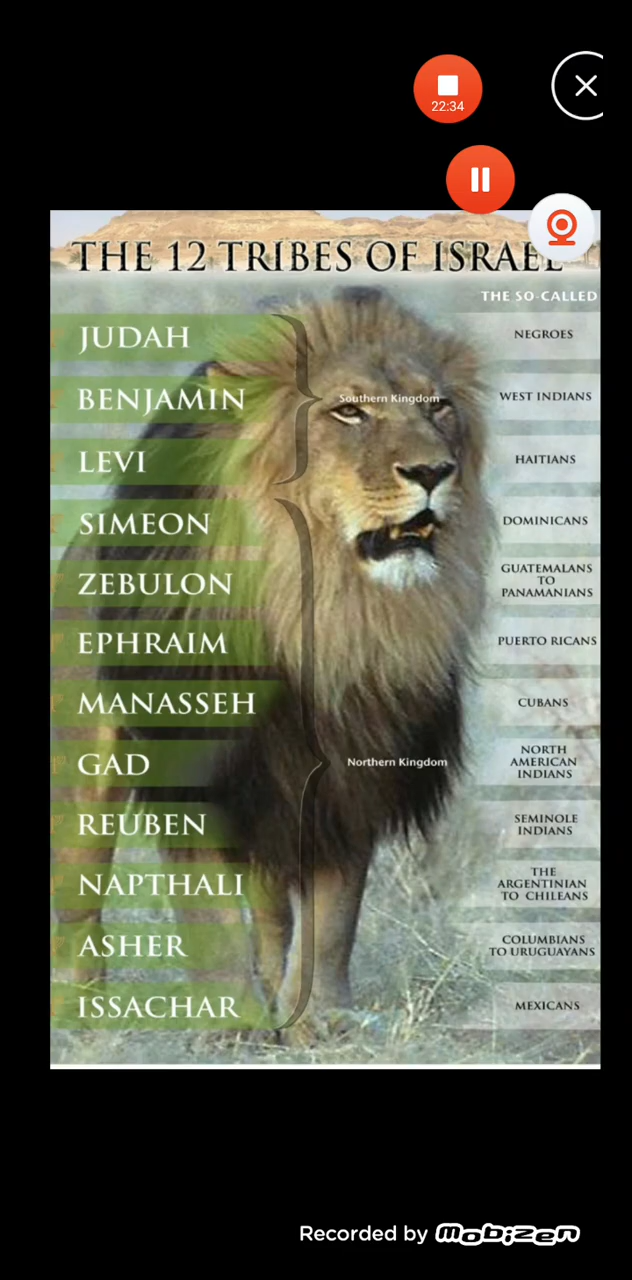 22:34
THE 12 TRIBES OF ISRAEL
THE SO-CALLED
JUDAH
NEGROES
BENJAMIN
Southern Kingdom
WEST INDIANS
LEVI
HAITIANS
SIMEON
DOMINICANS
ZEBULON
GUATEMALANS
TO
PANAMANIANS
EPHRAIM
PUERTO RICANS
MANASSEH
CUBANS
GAD
Northern Kingdom
NORTH
AMERICAN
INDIANS
REUBEN
SEMINOLE
INDIANS
NAPTHALI
THE
ARGENTINIAN
TO CHILEANS
ASHER
COLUMBIANS
TO URUGUAYANS
ISSACHAR
MEXICANS
Recorded by Mobizen